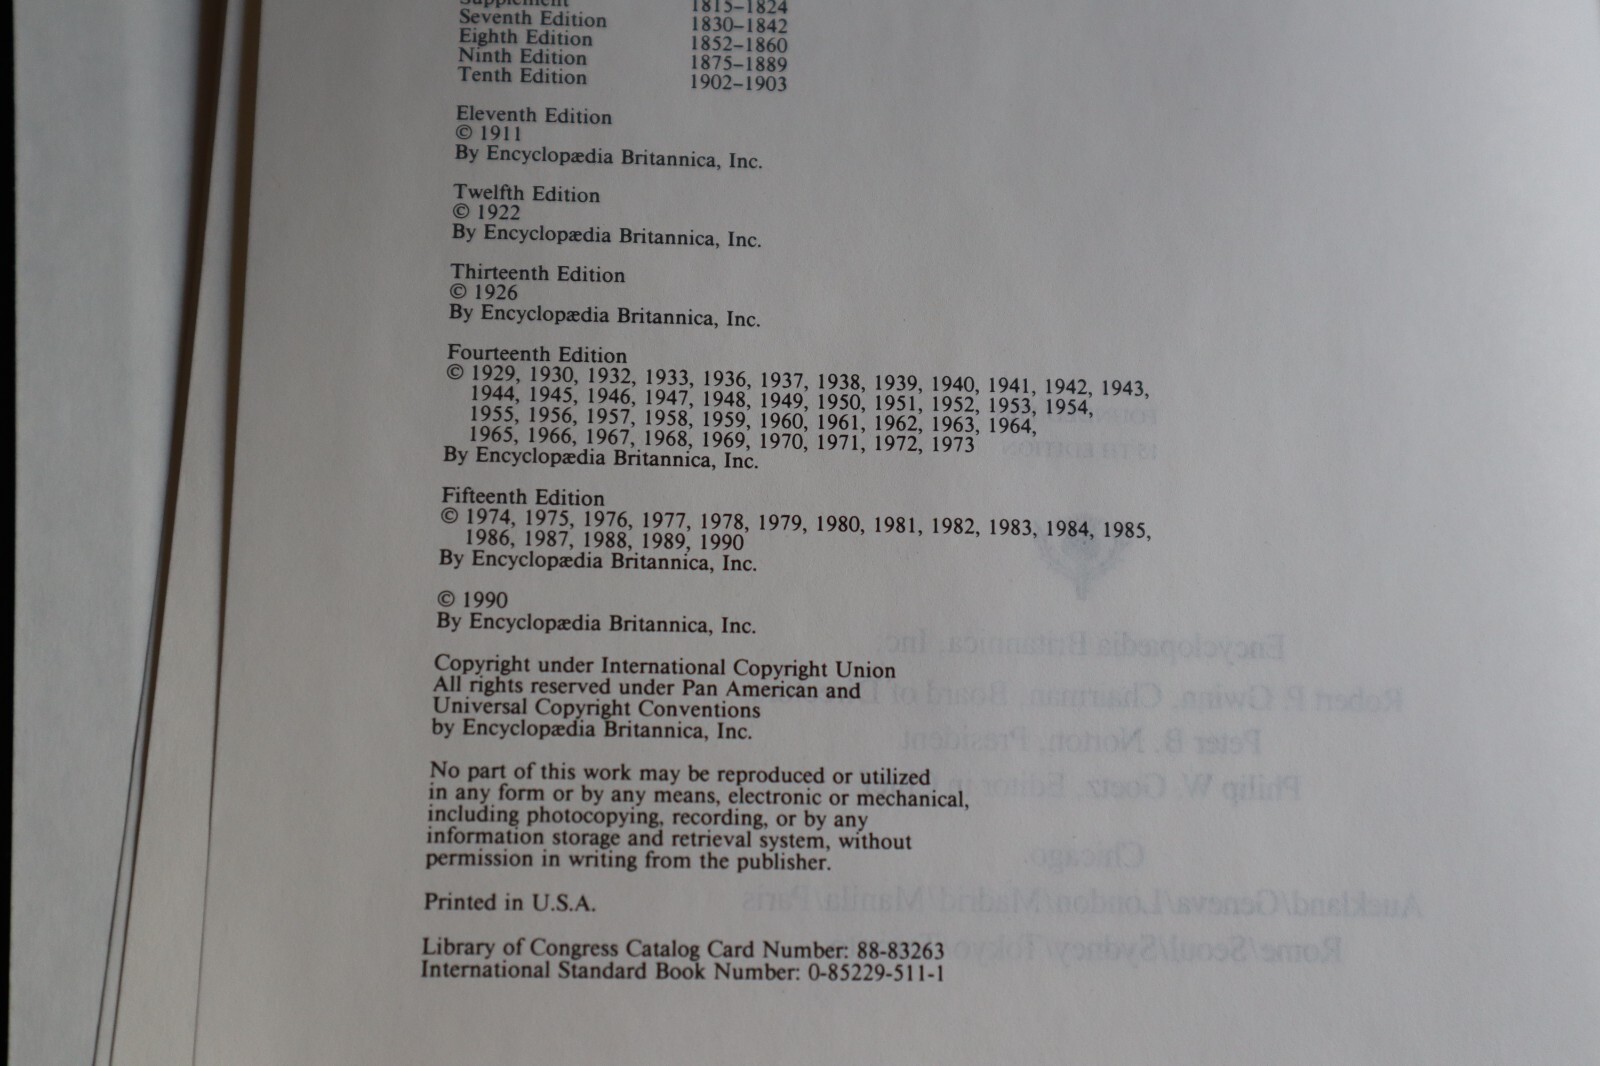 Supplement 1815–1824
Seventh Edition 1830–1842
Eighth Edition 1852–1860
Ninth Edition 1875–1889
Tenth Edition 1902–1903
Eleventh Edition
© 1911
By Encyclopædia Britannica, Inc.
Twelfth Edition
© 1922
By Encyclopædia Britannica, Inc.
Thirteenth Edition
© 1926
By Encyclopædia Britannica, Inc.
Fourteenth Edition
© 1929, 1930, 1932, 1933, 1936, 1937, 1938, 1939, 1940, 1941, 1942, 1943,
1944, 1945, 1946, 1947, 1948, 1949, 1950, 1951, 1952, 1953, 1954,
1955, 1956, 1957, 1958, 1959, 1960, 1961, 1962, 1963, 1964,
1965, 1966, 1967, 1968, 1969, 1970, 1971, 1972, 1973
By Encyclopædia Britannica, Inc.
Fifteenth Edition
© 1974, 1975, 1976, 1977, 1978, 1979, 1980, 1981, 1982, 1983, 1984, 1985,
1986, 1987, 1988, 1989, 1990
By Encyclopædia Britannica, Inc.
© 1990
By Encyclopædia Britannica, Inc.
Copyright under International Copyright Union
All rights reserved under Pan American and
Universal Copyright Conventions
by Encyclopædia Britannica, Inc.
No part of this work may be reproduced or utilized
in any form or by any means, electronic or mechanical,
including photocopying, recording, or by any
information storage and retrieval system, without
permission in writing from the publisher.
Printed in U.S.A.
Library of Congress Catalog Card Number: 88-83263
International Standard Book Number: 0-85229-511-1